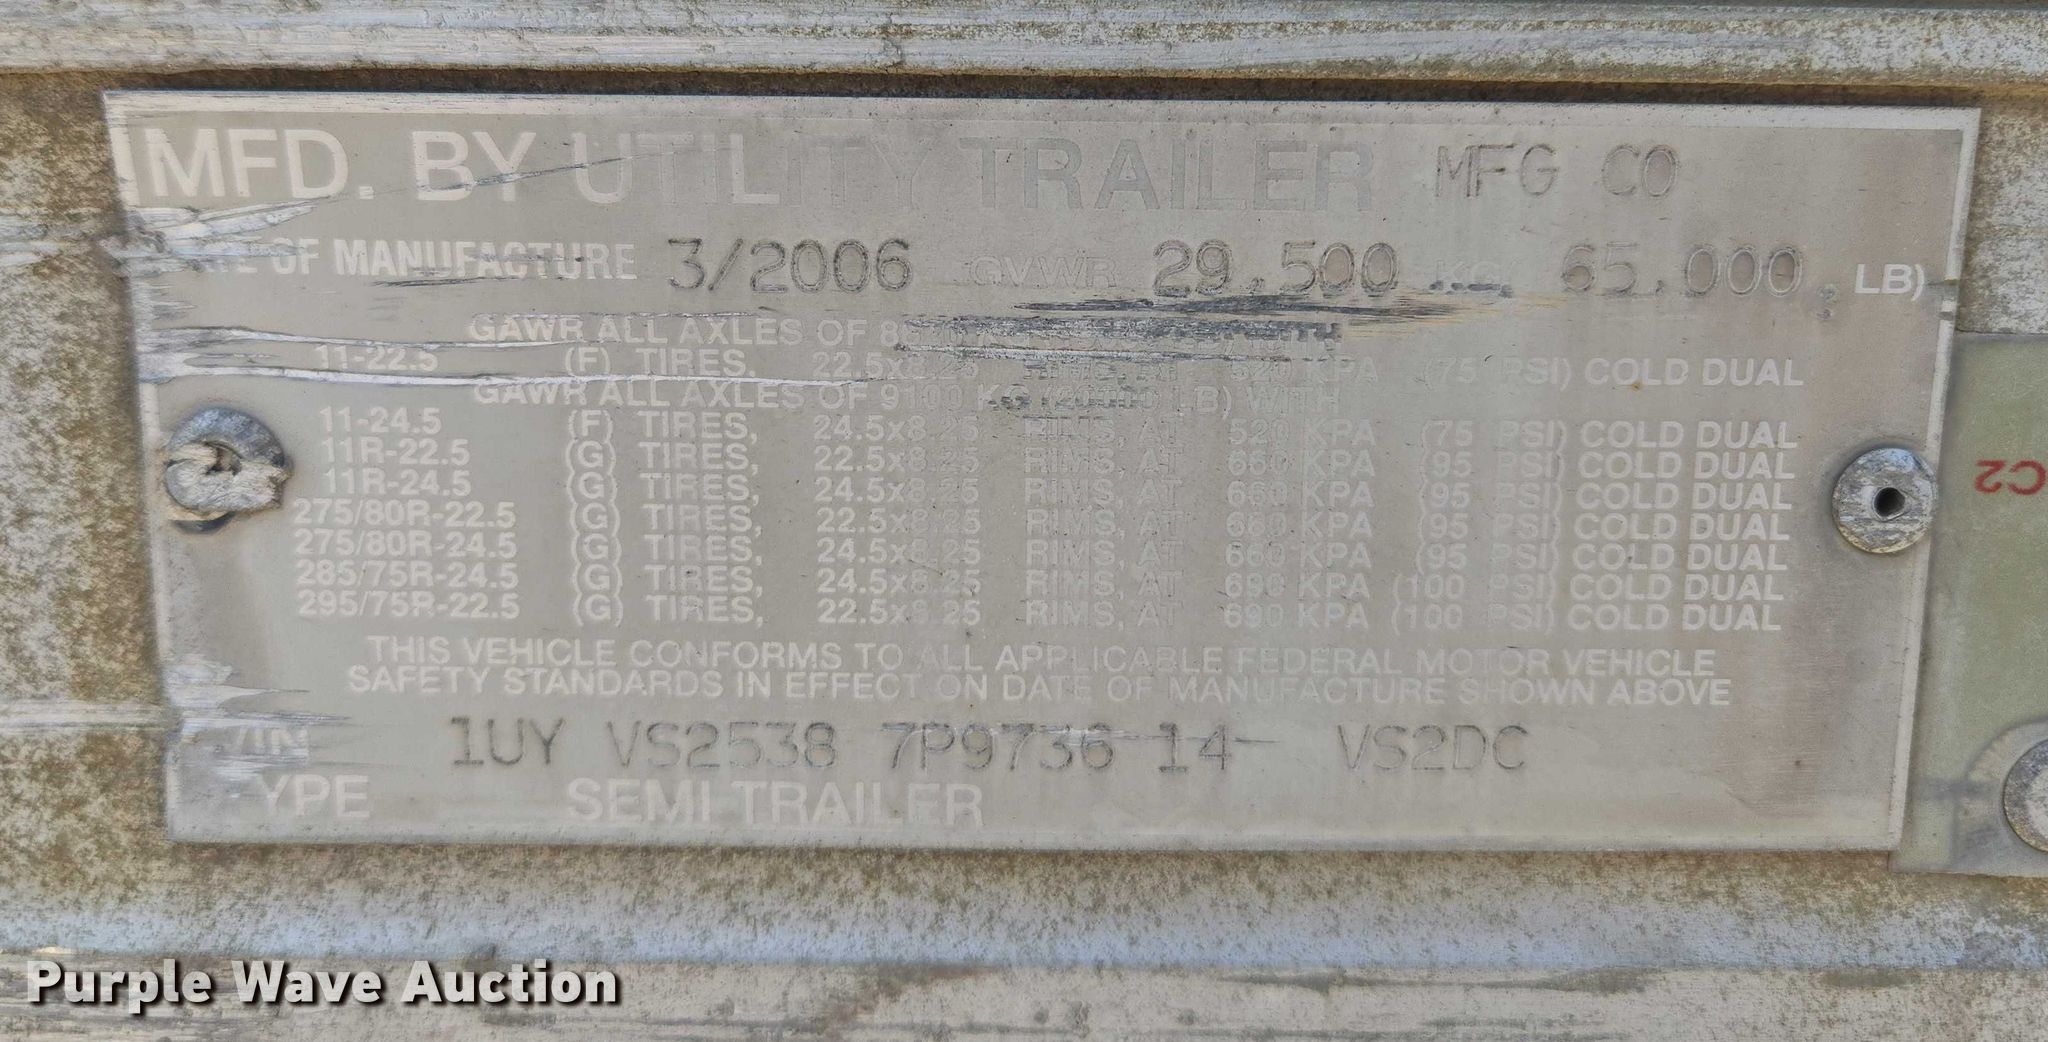 MFD. BY UTILITY TRAILER MFG CO
OF MANUFACTURE 3/2006 GVWR 29,500 KG 65,000 LB)
GAWR ALL AXLES OF WITH
11-22.5 (F) TIRES, 22.5x8.25 RIMS, AT 520 KPA (75 PSI) COLD DUAL
GAWR ALL AXLES OF 9100 KG (20000 LB) WITH
11-24.5 (F) TIRES, 24.5x8.25 RIMS, AT 520 KPA (75 PSI) COLD DUAL
11R-22.5 (G) TIRES, 22.5x8.25 RIMS, AT 660 KPA (95 PSI) COLD DUAL
11R-24.5 (G) TIRES, 24.5x8.25 RIMS, AT 660 KPA (95 PSI) COLD DUAL
275/80R-22.5 (G) TIRES, 22.5x8.25 RIMS, AT 660 KPA (95 PSI) COLD DUAL
275/80R-24.5 (G) TIRES, 24.5x8.25 RIMS, AT 660 KPA (95 PSI) COLD DUAL
285/75R-24.5 (G) TIRES, 24.5x8.25 RIMS, AT 690 KPA (100 PSI) COLD DUAL
295/75R-22.5 (G) TIRES, 22.5x8.25 RIMS, AT 690 KPA (100 PSI) COLD DUAL
THIS VEHICLE CONFORMS TO ALL APPLICABLE FEDERAL MOTOR VEHICLE
SAFETY STANDARDS IN EFFECT ON DATE OF MANUFACTURE SHOWN ABOVE
VIN 1UY VS2538 7P9736 14 VS2DC
TYPE SEMI-TRAILER
C2
Purple Wave Auction